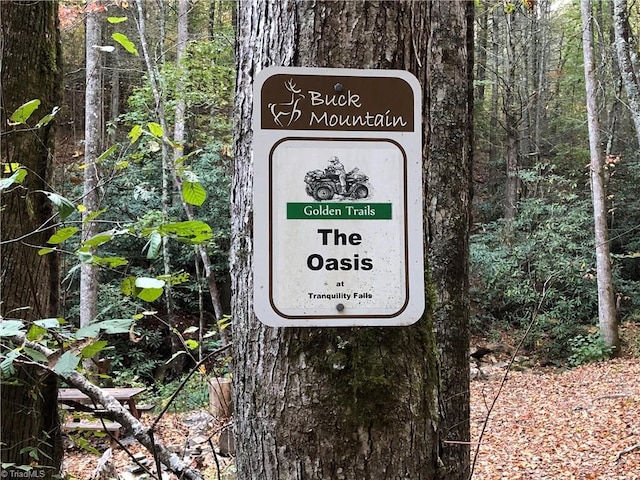 Buck
Mountain
Golden Trails
The
Oasis
at
Tranquility Falls
© TriadMLS